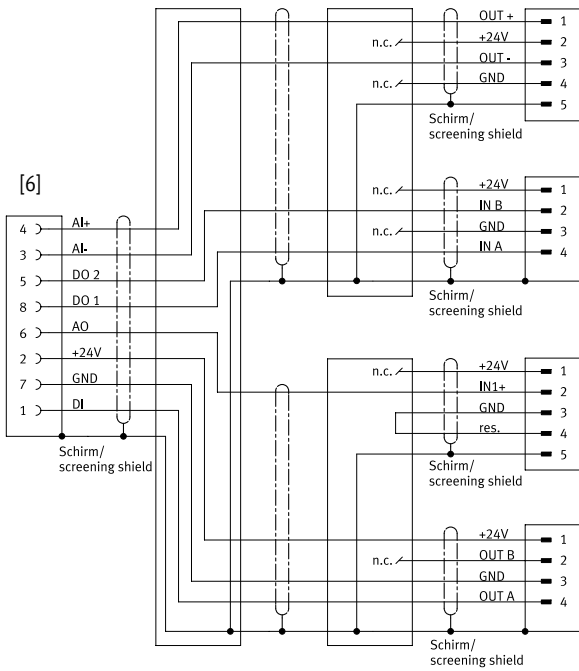 OUT + 1
n.c. +24V 2
OUT - 3
n.c. GND 4
5
Schirm/
screening shield
n.c. +24V 1
IN B 2
n.c. GND 3
IN A 4
Schirm/
screening shield
[6]
4 AI+
3 AI-
5 DO 2
8 DO 1
6 AO
2 +24V
7 GND
1 DI
Schirm/
screening shield
n.c. +24V 1
IN1+ 2
GND 3
res. 4
5
Schirm/
screening shield
+24V 1
n.c. OUT B 2
GND 3
OUT A 4
Schirm/
screening shield